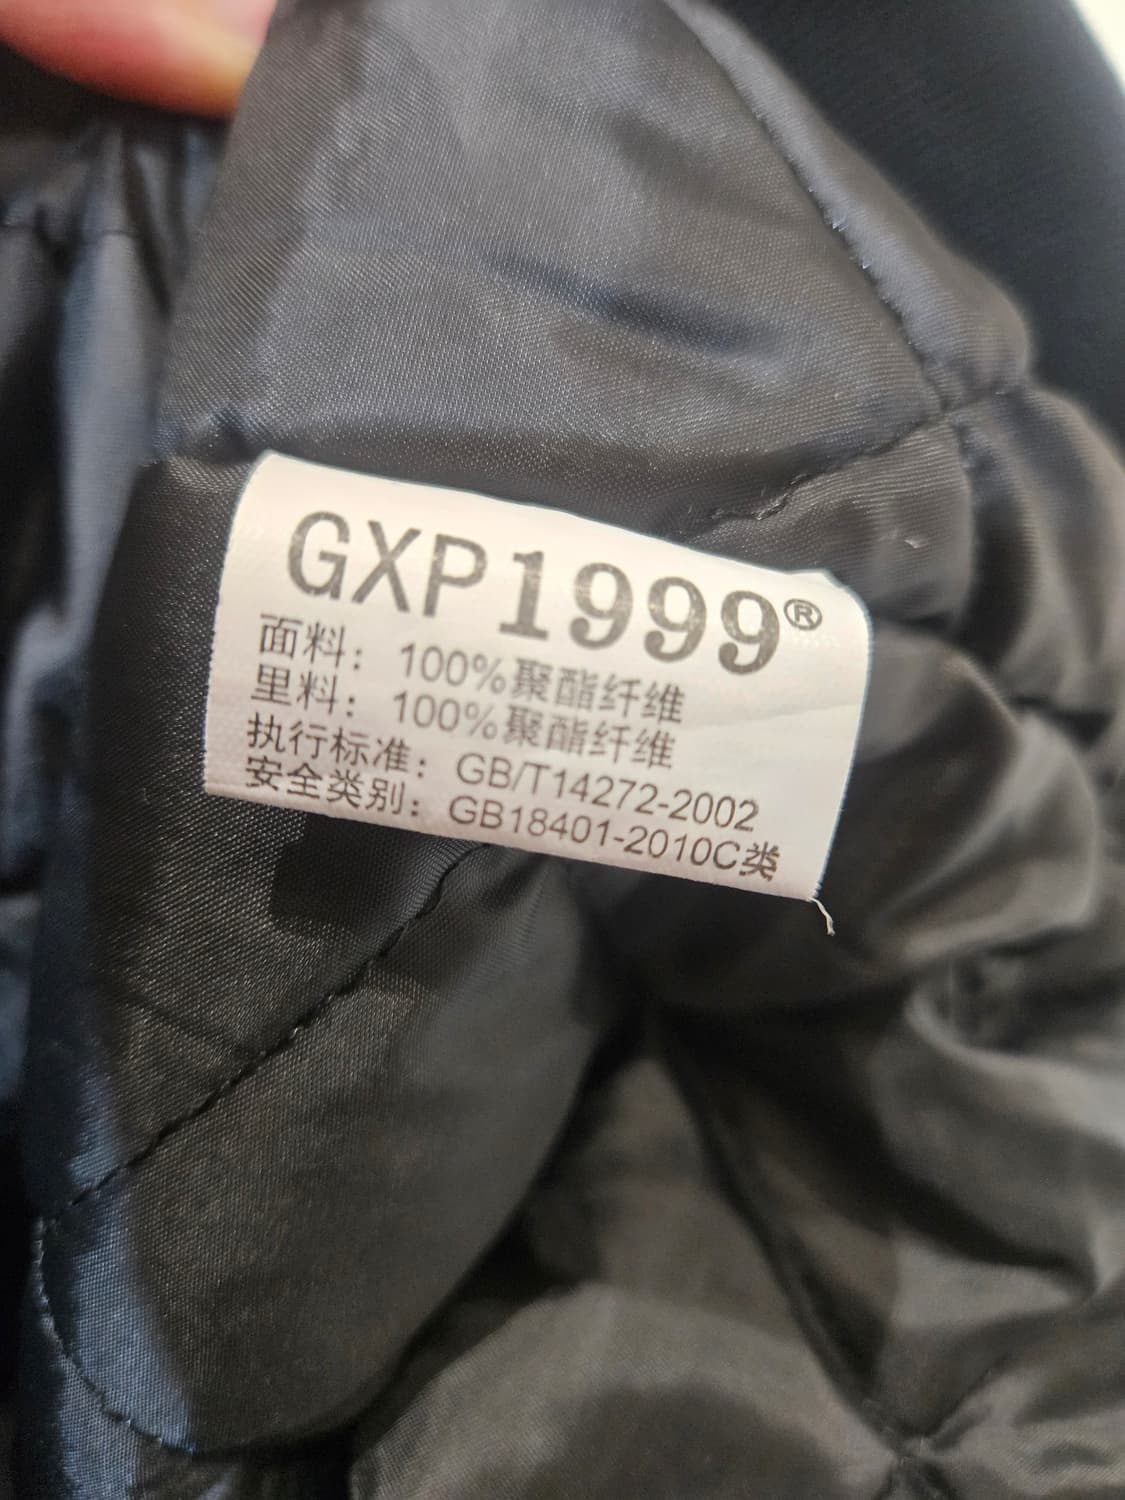 GXP1999®
面料：100%聚酯纤维
里料：100%聚酯纤维
执行标准：GB/T14272-2002
安全类别：GB18401-2010C类